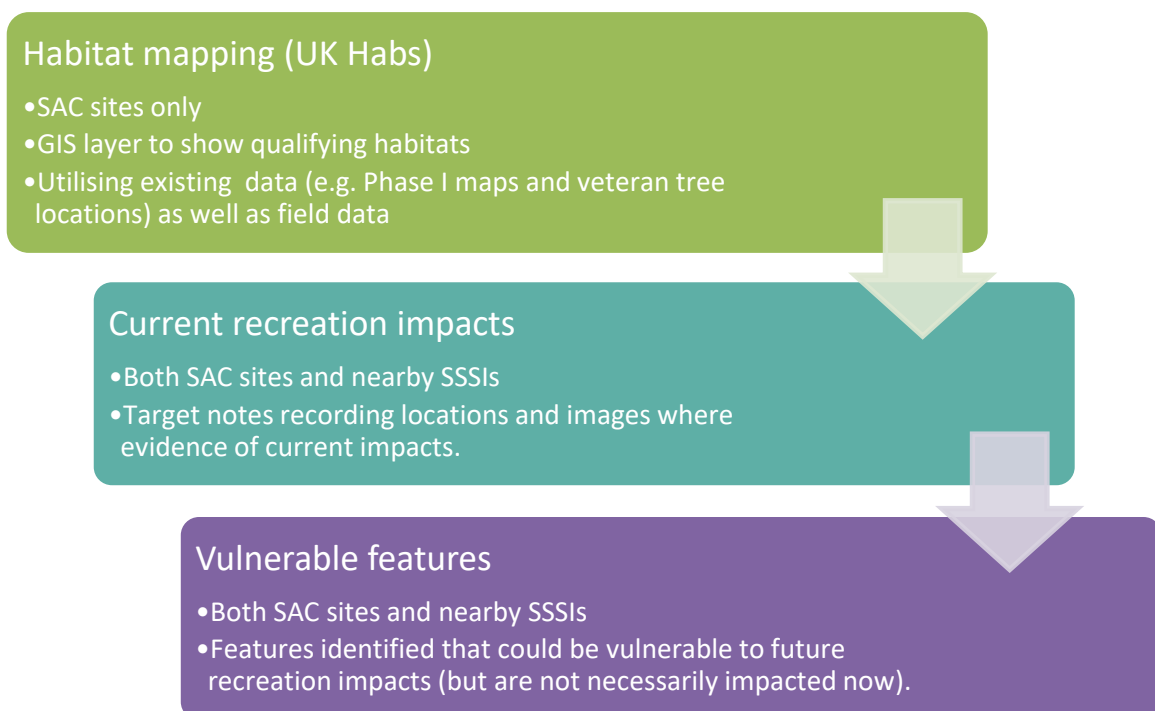 Habitat mapping (UK Habs)
•SAC sites only
•GIS layer to show qualifying habitats
•Utilising existing  data (e.g. Phase I maps and veteran tree
locations) as well as field data
Current recreation impacts
•Both SAC sites and nearby SSSIs
•Target notes recording locations and images where
evidence of current impacts.
Vulnerable features
•Both SAC sites and nearby SSSIs
•Features identified that could be vulnerable to future
recreation impacts (but are not necessarily impacted now).